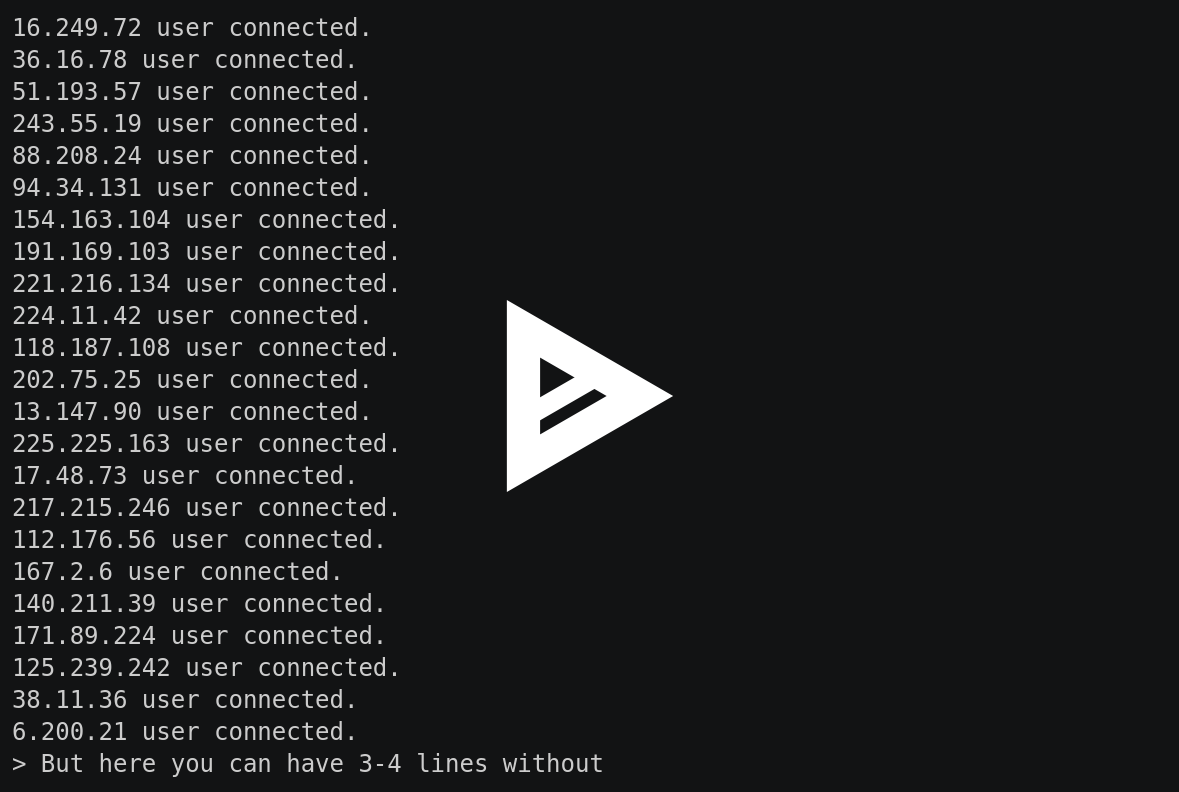 16.249.72 user connected.
36.16.78 user connected.
51.193.57 user connected.
243.55.19 user connected.
88.208.24 user connected.
94.34.131 user connected.
154.163.104 user connected.
191.169.103 user connected.
221.216.134 user connected.
224.11.42 user connected.
118.187.108 user connected.
202.75.25 user connected.
13.147.90 user connected.
225.225.163 user connected.
17.48.73 user connected.
217.215.246 user connected.
112.176.56 user connected.
167.2.6 user connected.
140.211.39 user connected.
171.89.224 user connected.
125.239.242 user connected.
38.11.36 user connected.
6.200.21 user connected.
> But here you can have 3-4 lines without